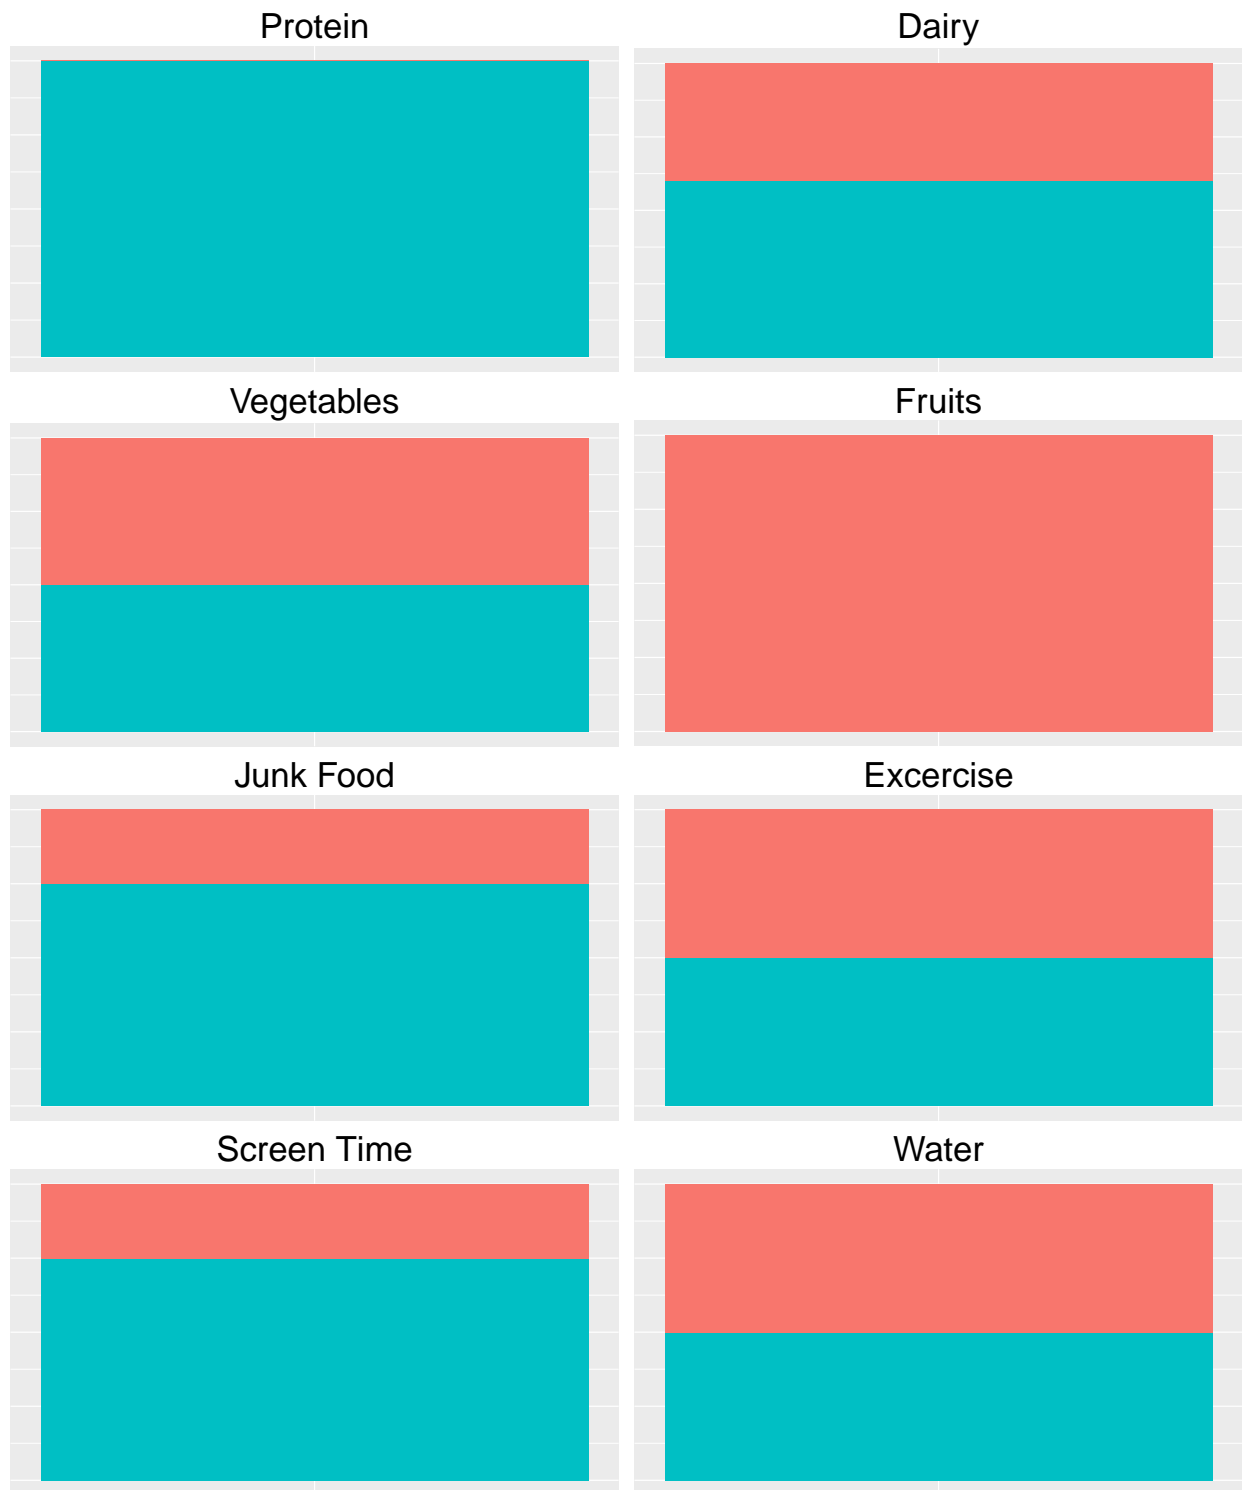 Protein
Dairy
Vegetables
Fruits
Junk Food
Excercise
Screen Time
Water